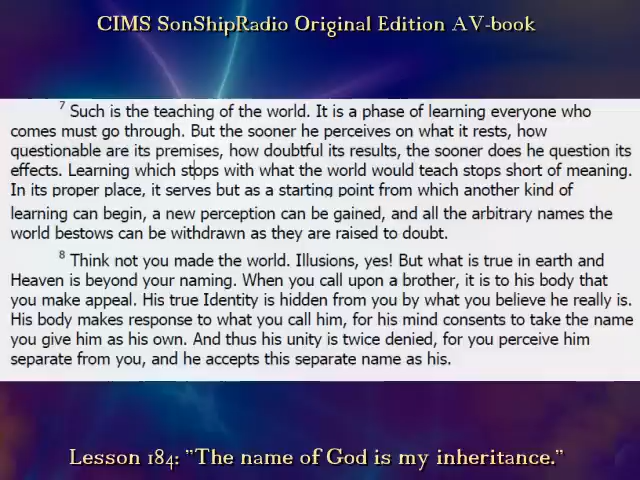 CIMS SonShipRadio Original Edition AV-book
7 Such is the teaching of the world. It is a phase of learning everyone who
comes must go through. But the sooner he perceives on what it rests, how
questionable are its premises, how doubtful its results, the sooner does he question its
effects. Learning which stops with what the world would teach stops short of meaning.
In its proper place, it serves but as a starting point from which another kind of
learning can begin, a new perception can be gained, and all the arbitrary names the
world bestows can be withdrawn as they are raised to doubt.
8 Think not you made the world. Illusions, yes! But what is true in earth and
Heaven is beyond your naming. When you call upon a brother, it is to his body that
you make appeal. His true Identity is hidden from you by what you believe he really is.
His body makes response to what you call him, for his mind consents to take the name
you give him as his own. And thus his unity is twice denied, for you perceive him
separate from you, and he accepts this separate name as his.
Lesson 184: "The name of God is my inheritance."